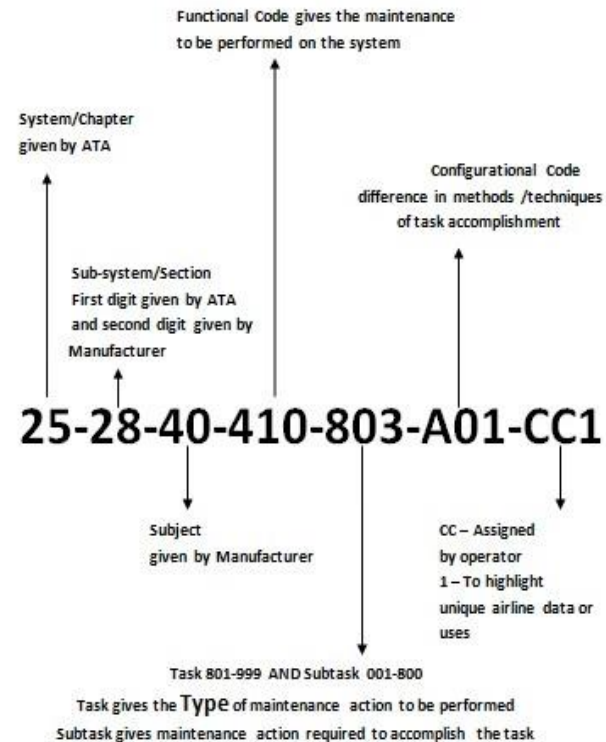 Functional Code gives the maintenance
to be performed on the system
System/Chapter
given by ATA
Configurational Code
difference in methods /techniques
of task accomplishment
Sub-system/Section
First digit given by ATA
and second digit given by
Manufacturer
25-28-40-410-803-A01-CC1
Subject
given by Manufacturer
CC – Assigned
by operator
1 – To highlight
unique airline data or
uses
Task 801-999 AND Subtask 001-800
Task gives the Type of maintenance action to be performed
Subtask gives maintenance action required to accomplish the task